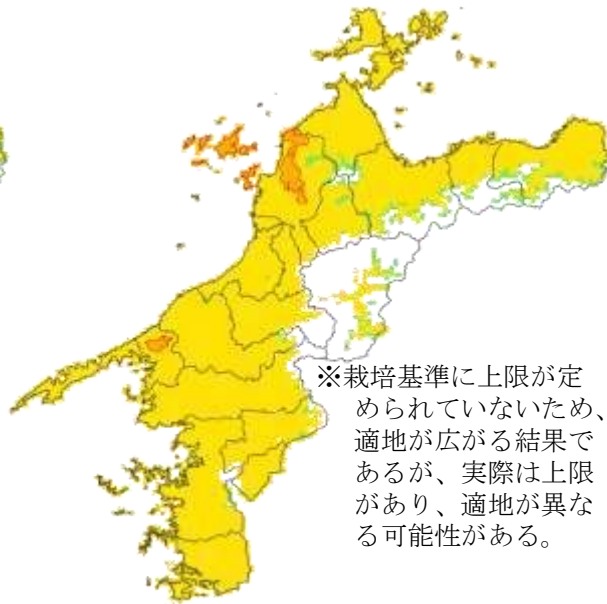 ※栽培基準に上限が定
められていないため、
適地が広がる結果で
あるが、実際は上限
があり、適地が異な
る可能性がある。